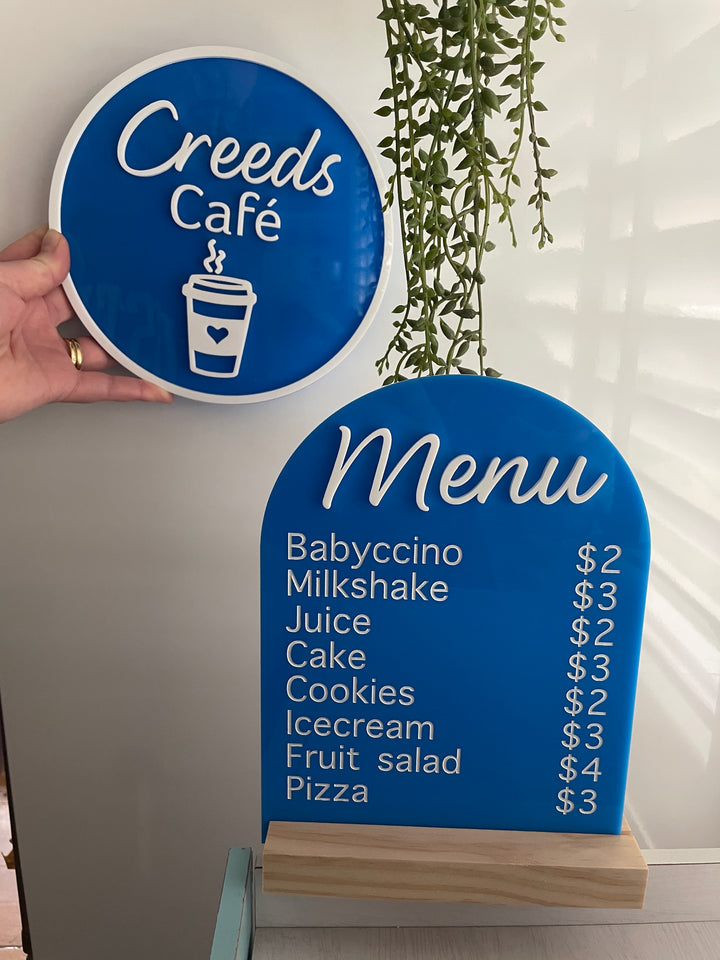 Creeds
Café
Menu
Babyccino $2
Milkshake $3
Juice $2
Cake $3
Cookies $2
Icecream $3
Fruit salad $4
Pizza $3